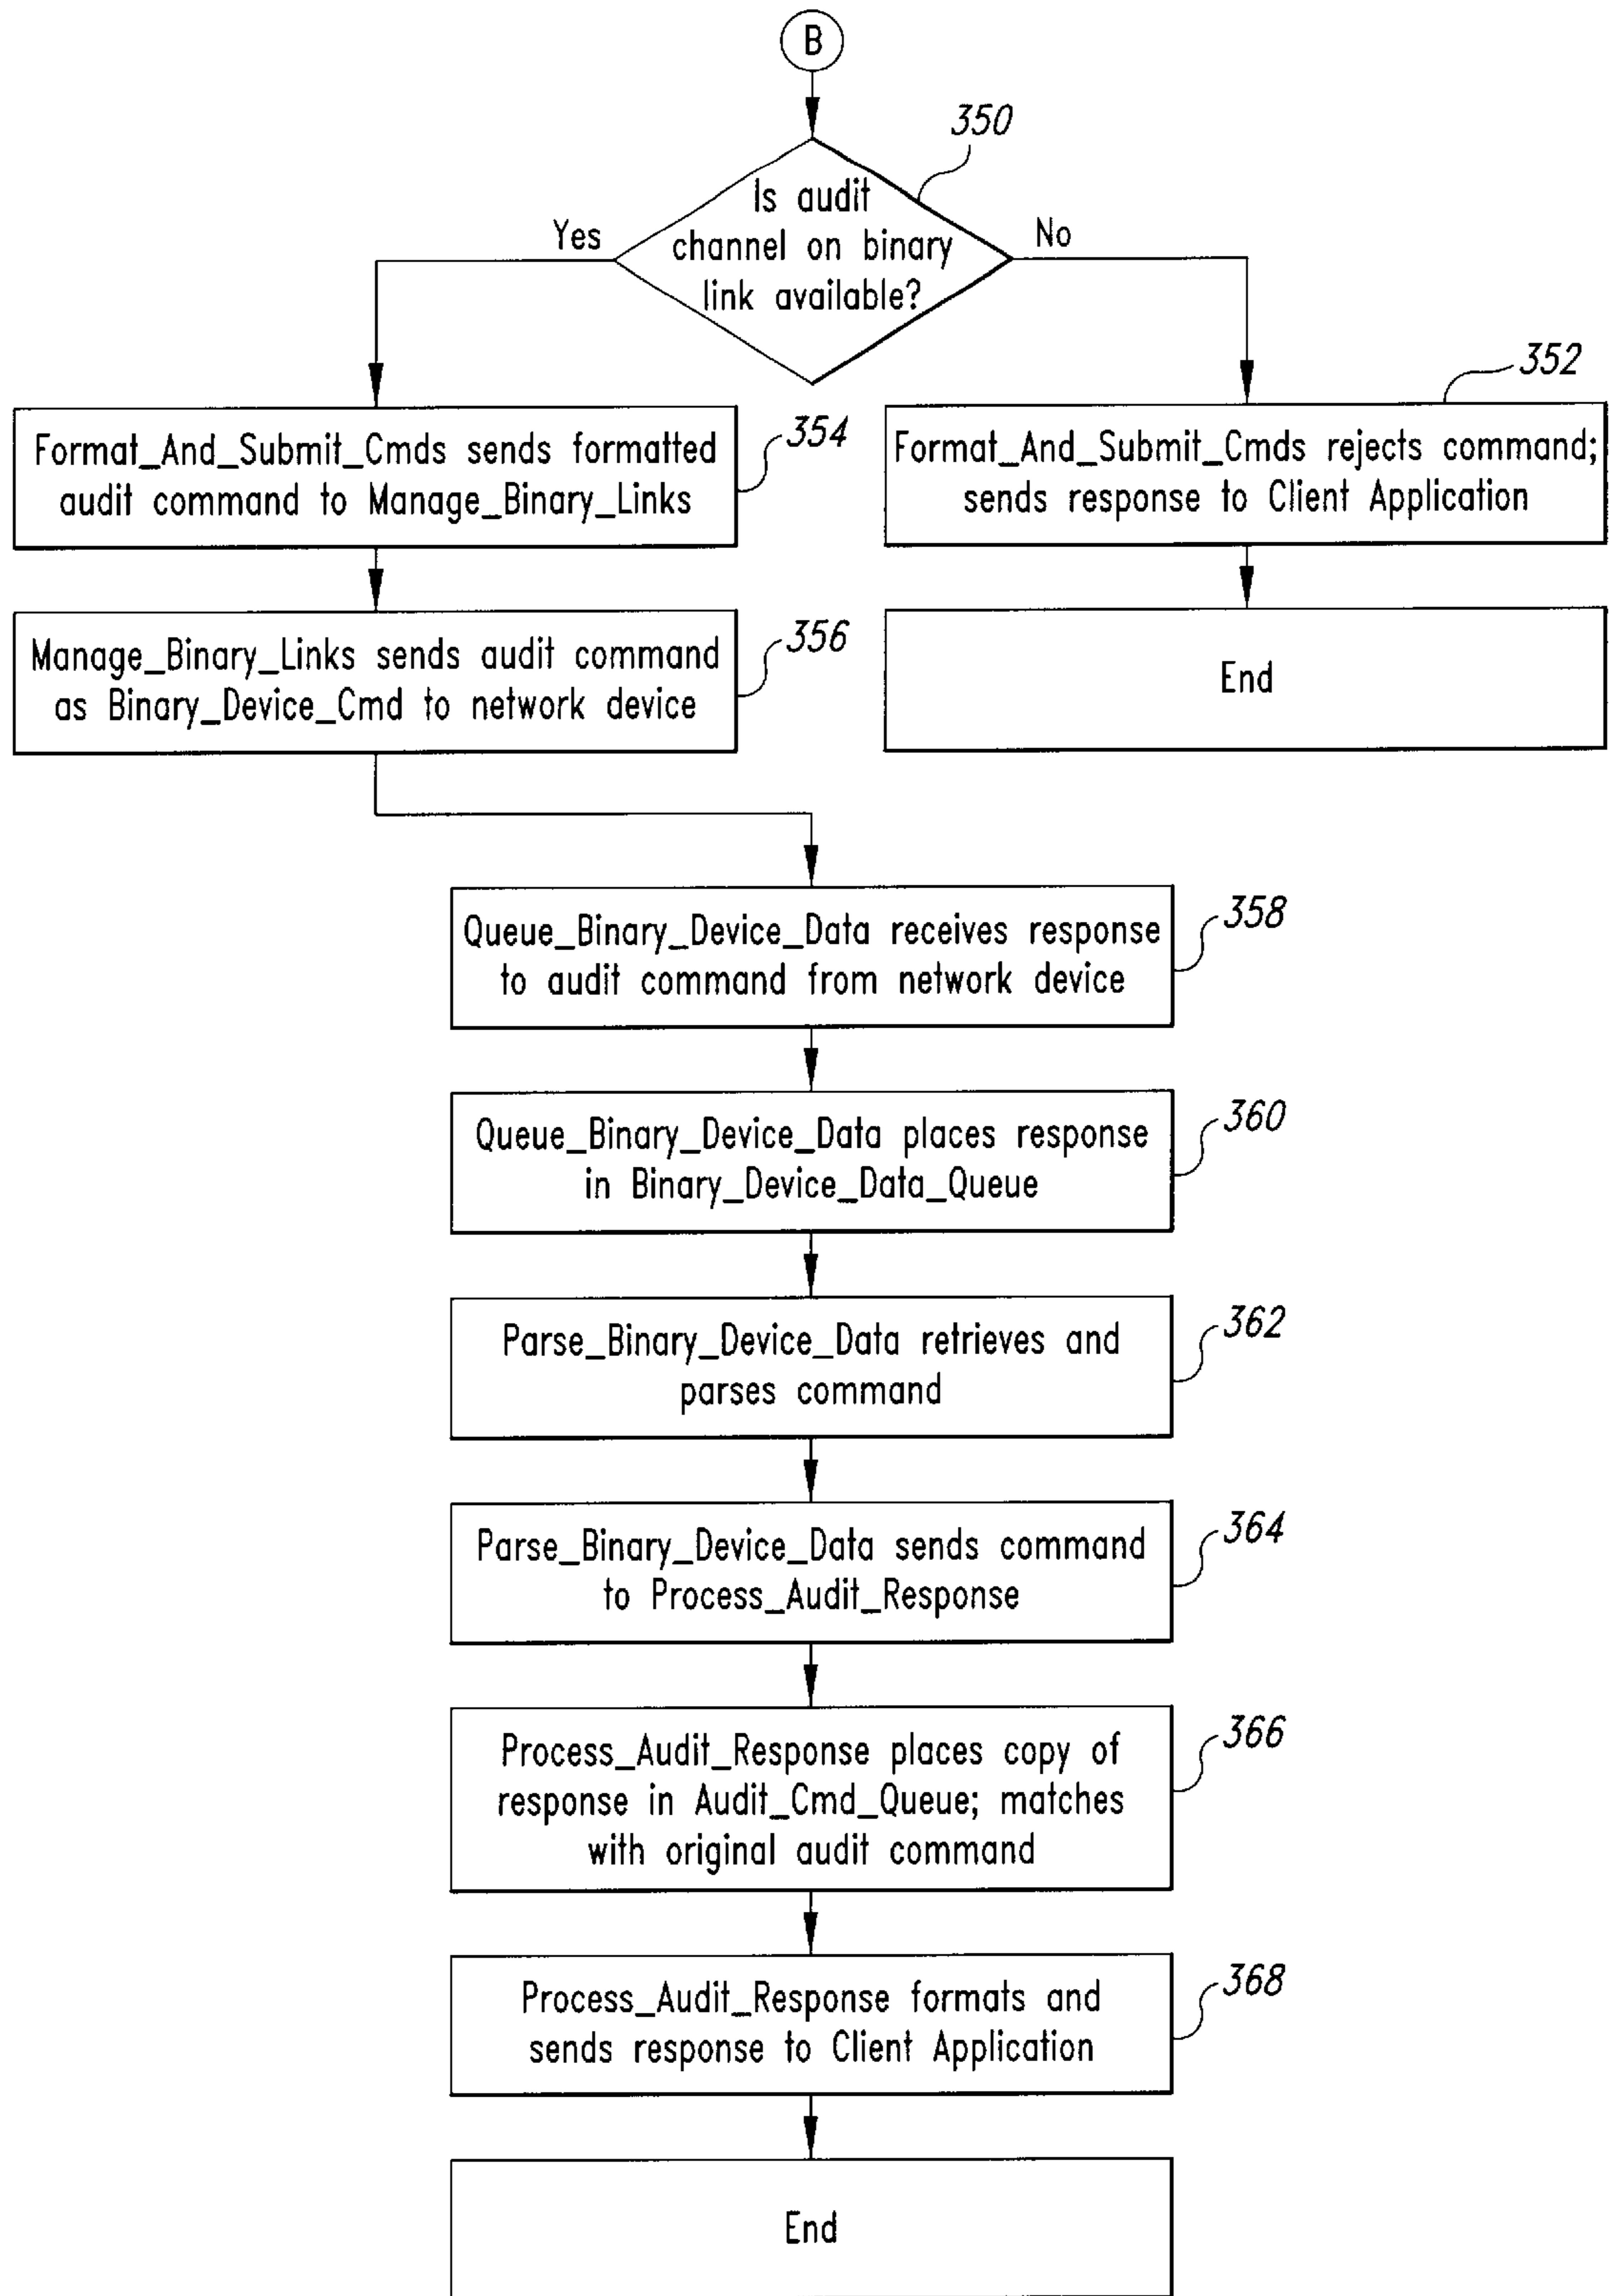 B
350
Is audit
channel on binary
link available?
Yes
No
352
354
Format_And_Submit_Cmds sends formatted
audit command to Manage_Binary_Links
Format_And_Submit_Cmds rejects command;
sends response to Client Application
356
Manage_Binary_Links sends audit command
as Binary_Device_Cmd to network device
End
358
Queue_Binary_Device_Data receives response
to audit command from network device
360
Queue_Binary_Device_Data places response
in Binary_Device_Data_Queue
362
Parse_Binary_Device_Data retrieves and
parses command
364
Parse_Binary_Device_Data sends command
to Process_Audit_Response
366
Process_Audit_Response places copy of
response in Audit_Cmd_Queue; matches
with original audit command
368
Process_Audit_Response formats and
sends response to Client Application
End